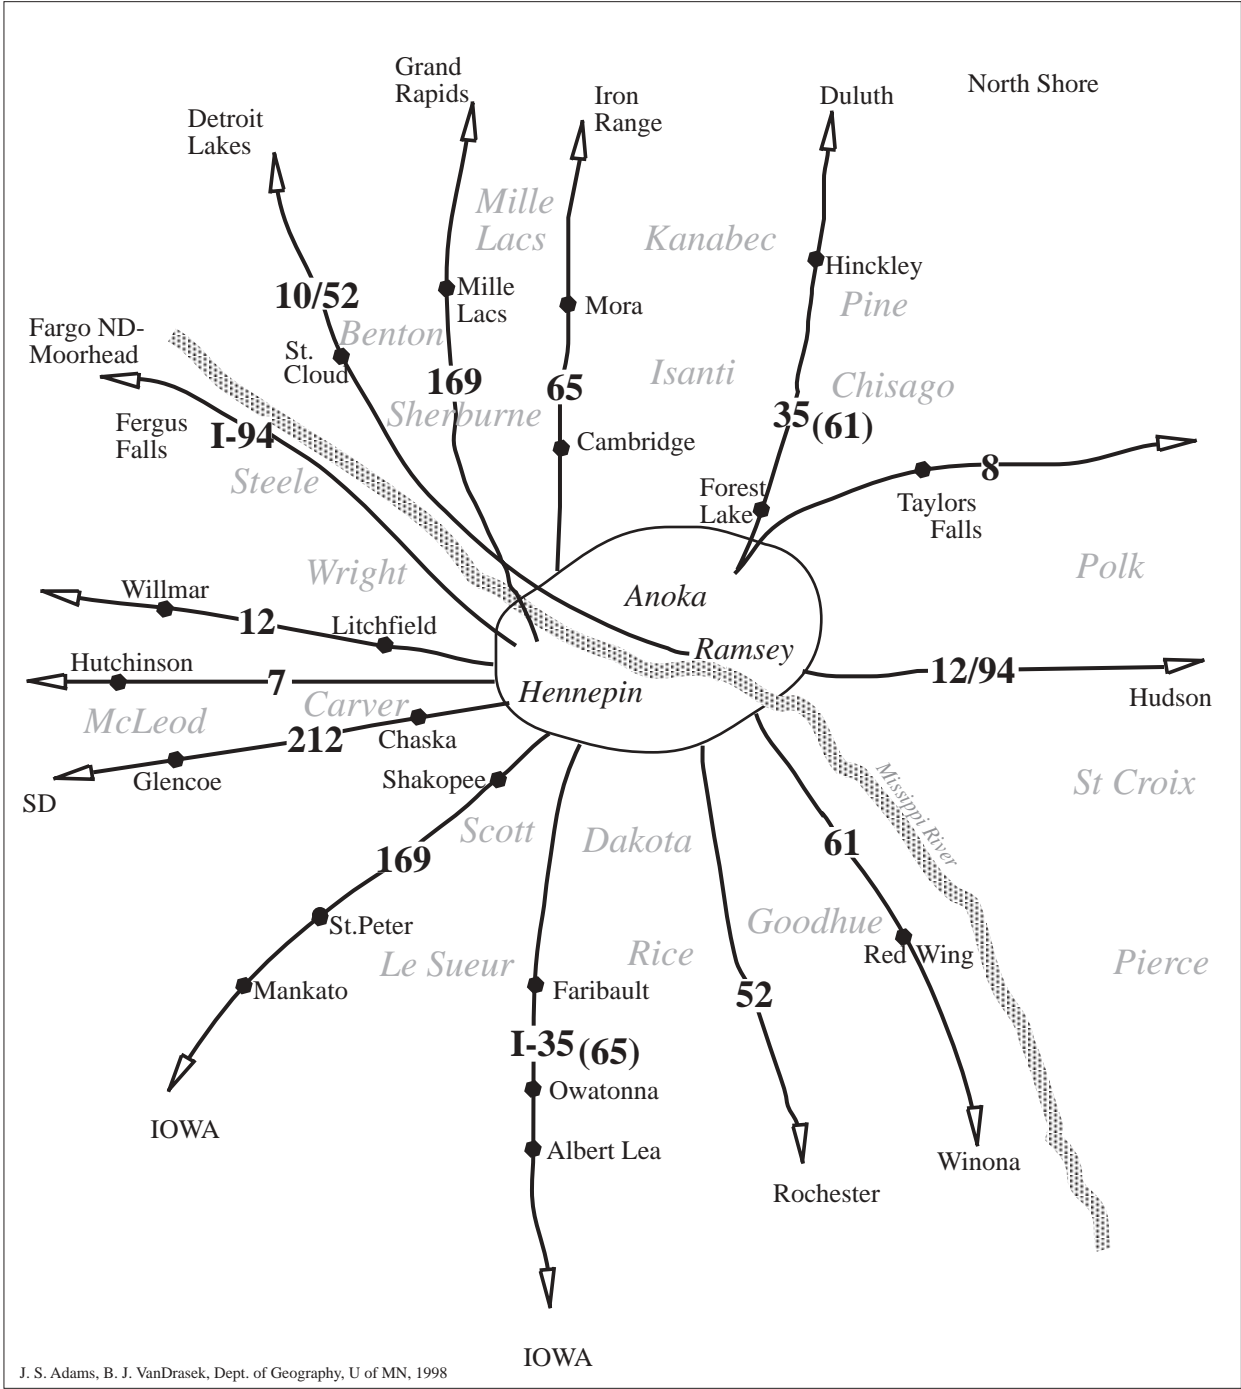 Grand
Rapids
Iron
Range
Duluth
North Shore
Detroit
Lakes
Mille
Lacs
Kanabec
Hinckley
Pine
10/52
Mille
Lacs
Mora
Fargo ND-
Moorhead
Benton
St.
Cloud
169
65
Isanti
Chisago
Sherburne
35 (61)
Fergus
Falls
I-94
Cambridge
8
Steele
Forest
Lake
Taylors
Falls
Wright
Polk
Willmar
Anoka
12
Litchfield
Ramsey
Hutchinson
7
12/94
Hennepin
Hudson
McLeod
Carver
212
Chaska
Glencoe
Shakopee
SD
St Croix
Missippi River
Scott
Dakota
61
169
St.Peter
Goodhue
Red Wing
Le Sueur
Rice
Pierce
Mankato
Faribault
52
I-35 (65)
Owatonna
IOWA
Albert Lea
Winona
Rochester
IOWA
J. S. Adams, B. J. VanDrasek, Dept. of Geography, U of MN, 1998